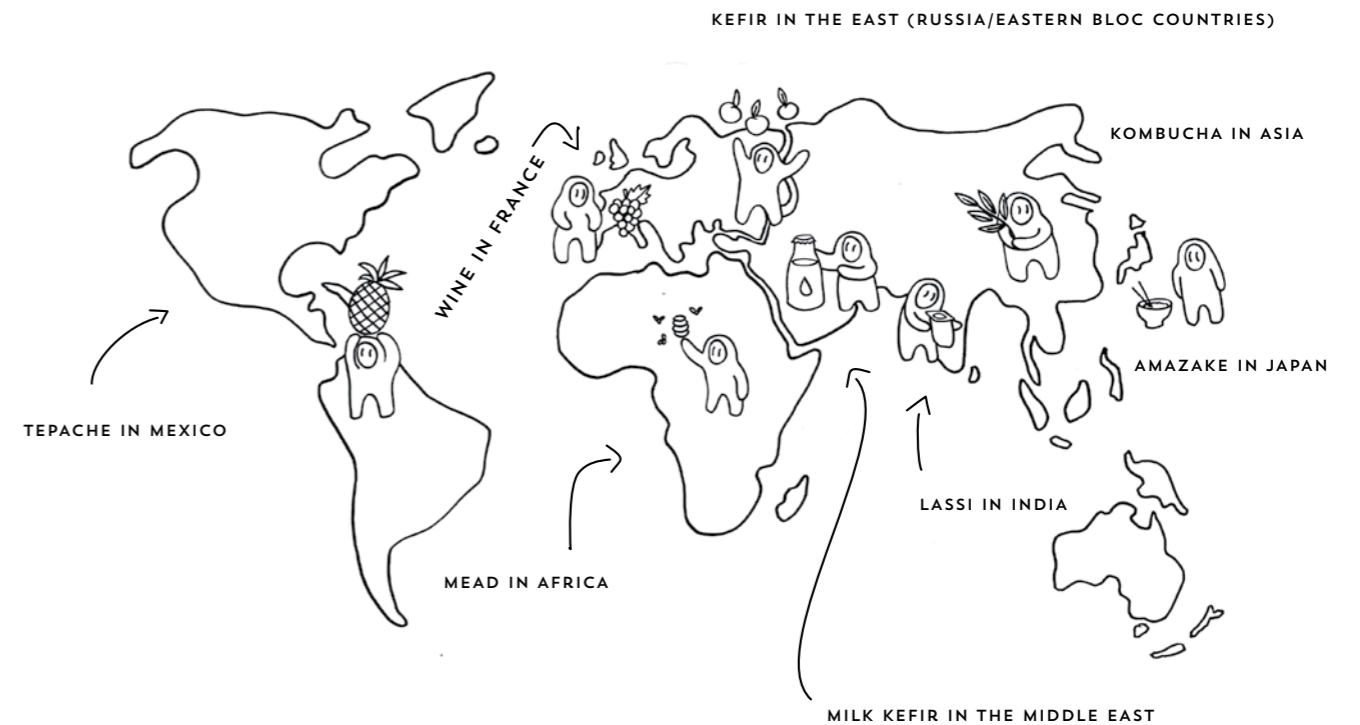 KEFIR IN THE EAST (RUSSIA/EASTERN BLOC COUNTRIES)
KOMBUCHA IN ASIA
WINE IN FRANCE
AMAZAKE IN JAPAN
TEPACHE IN MEXICO
LASSI IN INDIA
MEAD IN AFRICA
MILK KEFIR IN THE MIDDLE EAST